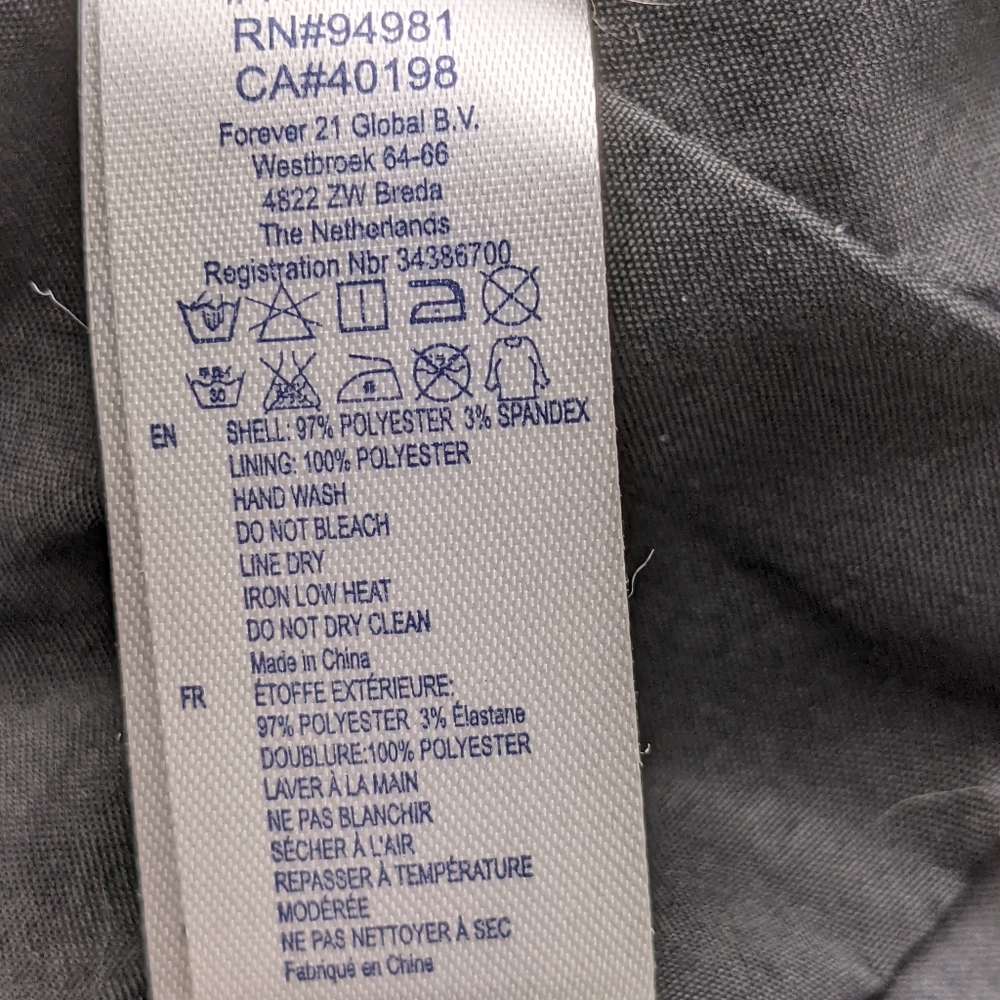 RN#94981
CA#40198
Forever 21 Global B.V.
Westbroek 64-66
4822 ZW Breda
The Netherlands
Registration Nbr 34386700
30
EN SHELL: 97% POLYESTER 3% SPANDEX
LINING: 100% POLYESTER
HAND WASH
DO NOT BLEACH
LINE DRY
IRON LOW HEAT
DO NOT DRY CLEAN
Made in China
FR ÉTOFFE EXTÉRIEURE:
97% POLYESTER 3% Élastane
DOUBLURE:100% POLYESTER
LAVER À LA MAIN
NE PAS BLANCHIR
SÉCHER À L'AIR
REPASSER À TEMPÉRATURE
MODÉRÉE
NE PAS NETTOYER À SEC
Fabriqué en Chine